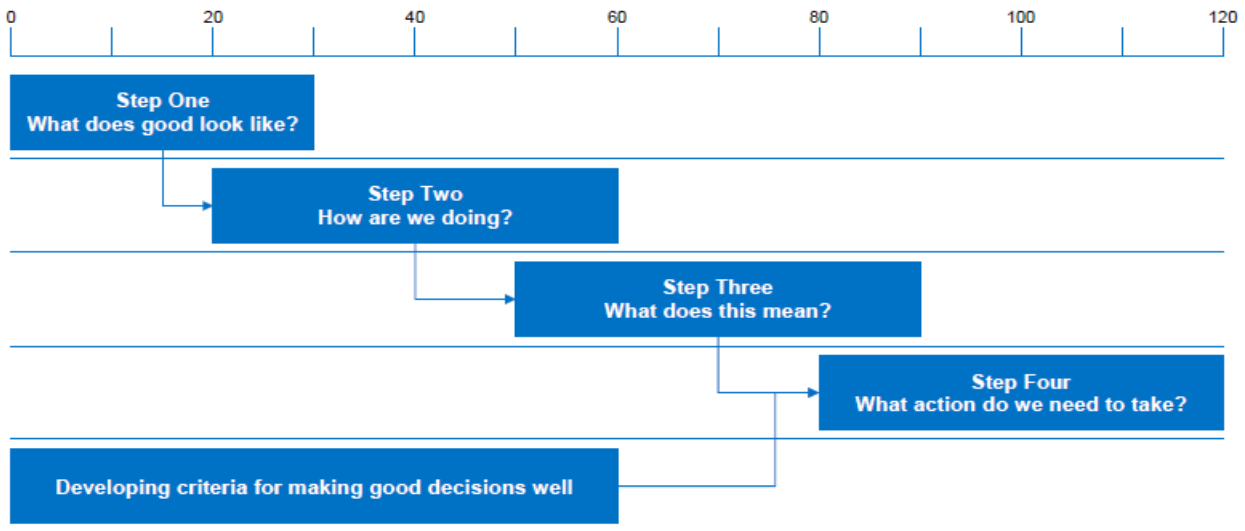 0 20 40 60 80 100 120
Step One
What does good look like?
Step Two
How are we doing?
Step Three
What does this mean?
Step Four
What action do we need to take?
Developing criteria for making good decisions well